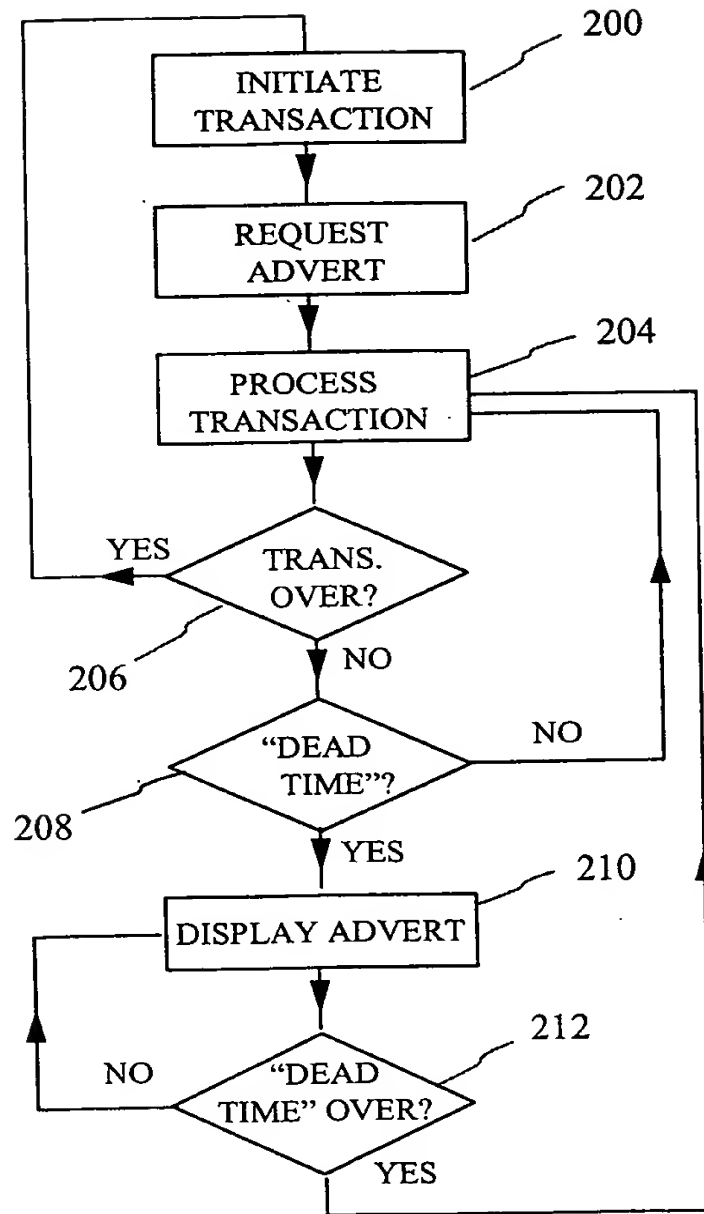 200
INITIATE
TRANSACTION
202
REQUEST
ADVERT
204
PROCESS
TRANSACTION
YES
TRANS.
OVER?
206
NO
“DEAD
TIME”?
NO
208
YES
210
DISPLAY ADVERT
212
NO
“DEAD
TIME” OVER?
YES